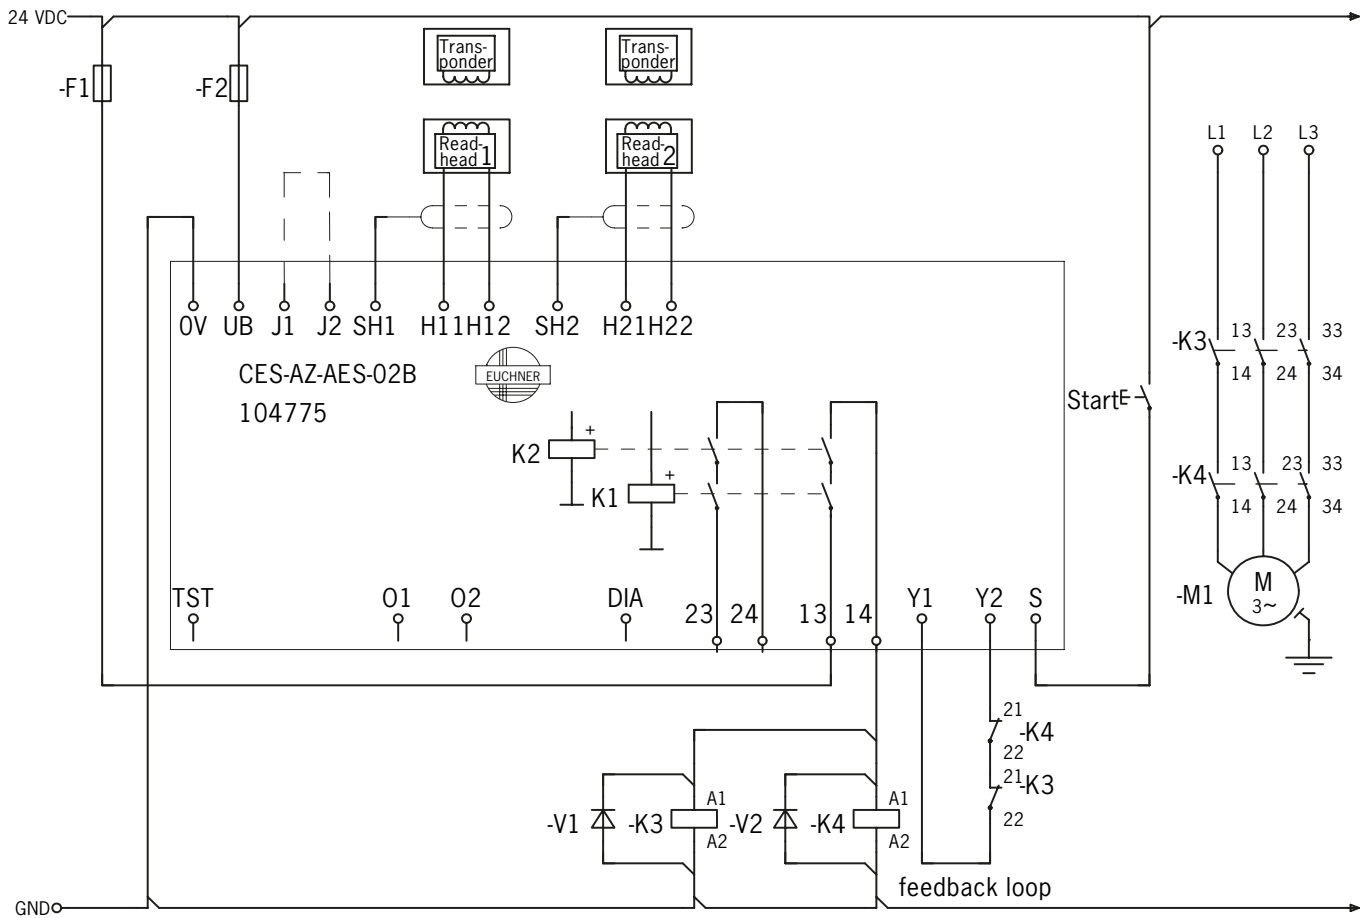 24 VDC
-F1
-F2
Trans-
ponder
Trans-
ponder
Read-
head 1
Read-
head 2
L1 L2 L3
0V UB J1 J2 SH1 H11 H12 SH2 H21 H22
CES-AZ-AES-02B
104775
EUCHNER
K2
+
K1
+
Start
-K3
13 23 33
14 24 34
-K4
13 23 33
14 24 34
-M1
M
3~
TST O1 O2 DIA 23 24 13 14 Y1 Y2 S
21
-K4
22
21
-K3
22
-V1
-K3
A1
A2
-V2
-K4
A1
A2
feedback loop
GND